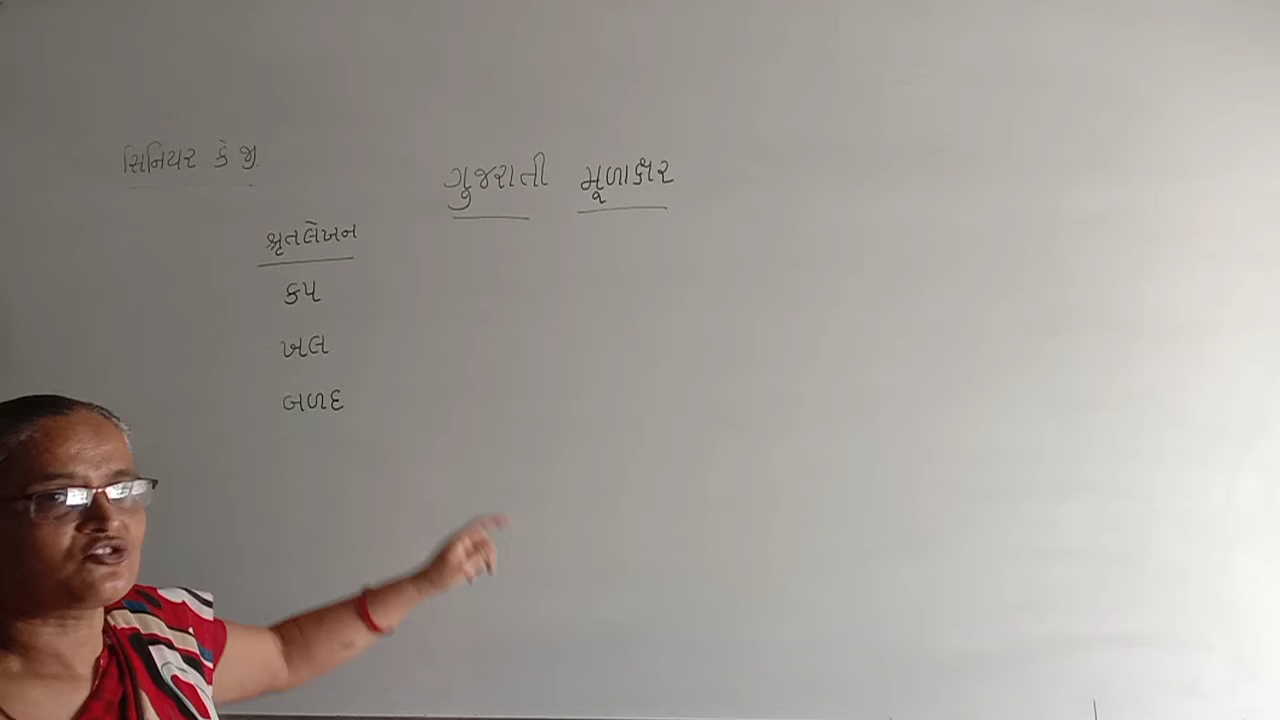 સિનિયર કે જી.
ગુજરાતી મૂળાક્ષર
શ્રૃતલેખન
કપ
ખલ
બળદ